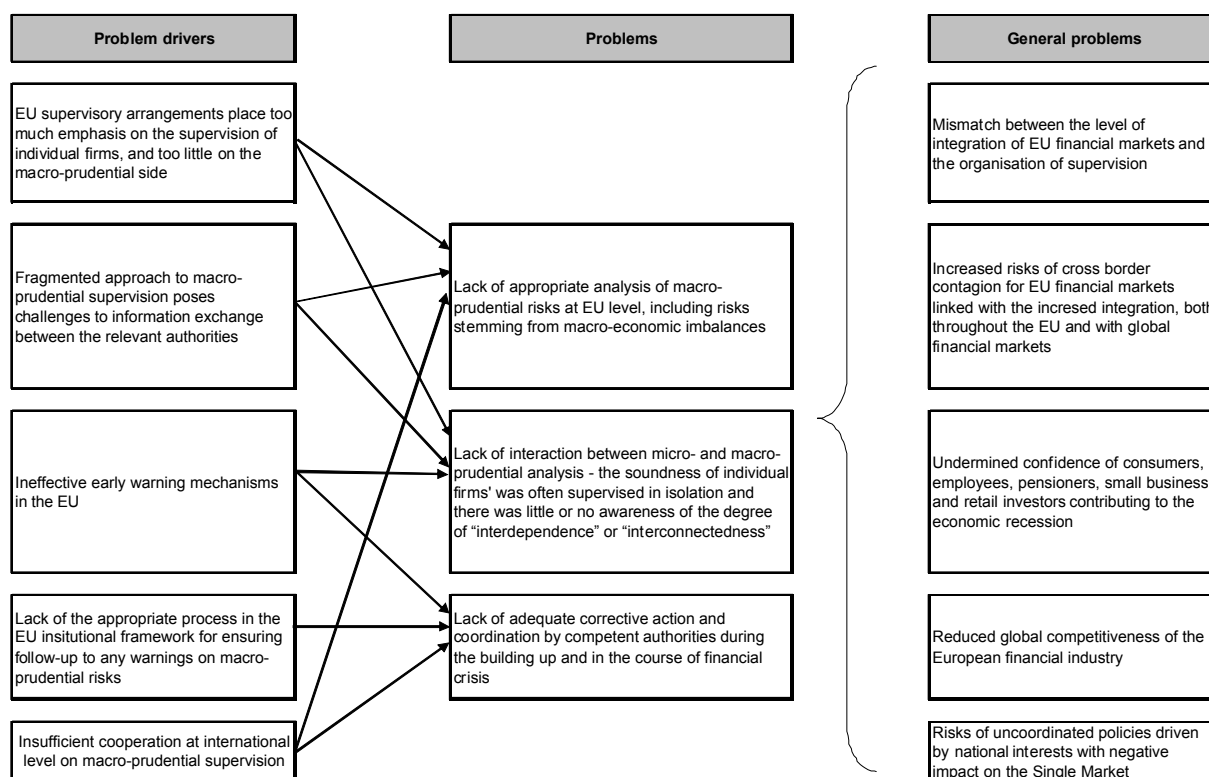 Problem drivers
EU supervisory arrangements place too
much emphasis on the supervision of
individual firms, and too little on the
macro-prudential side
Fragmented approach to macro-
prudential supervision poses
challenges to information exchange
between the relevant authorities
Ineffective early warning mechanisms
in the EU
Lack of the appropriate process in the
EU insitutional framework for ensuring
follow-up to any warnings on macro-
prudential risks
Insufficient cooperation at international
level on macro-prudential supervision
Problems
Lack of appropriate analysis of macro-
prudential risks at EU level, including risks
stemming from macro-economic imbalances
Lack of interaction between micro- and macro-
prudential analysis - the soundness of individual
firms' was often supervised in isolation and
there was little or no awareness of the degree
of “interdependence” or “interconnectedness”
Lack of adequate corrective action and
coordination by competent authorities during
the building up and in the course of financial
crisis
General problems
Mismatch between the level of
integration of EU financial markets and
the organisation of supervision
Increased risks of cross border
contagion for EU financial markets
linked with the incresed integration, both
throughout the EU and with global
financial markets
Undermined confidence of consumers,
employees, pensioners, small business
and retail investors contributing to the
economic recession
Reduced global competitiveness of the
European financial industry
Risks of uncoordinated policies driven
by national interests with negative
impact on the Single Market